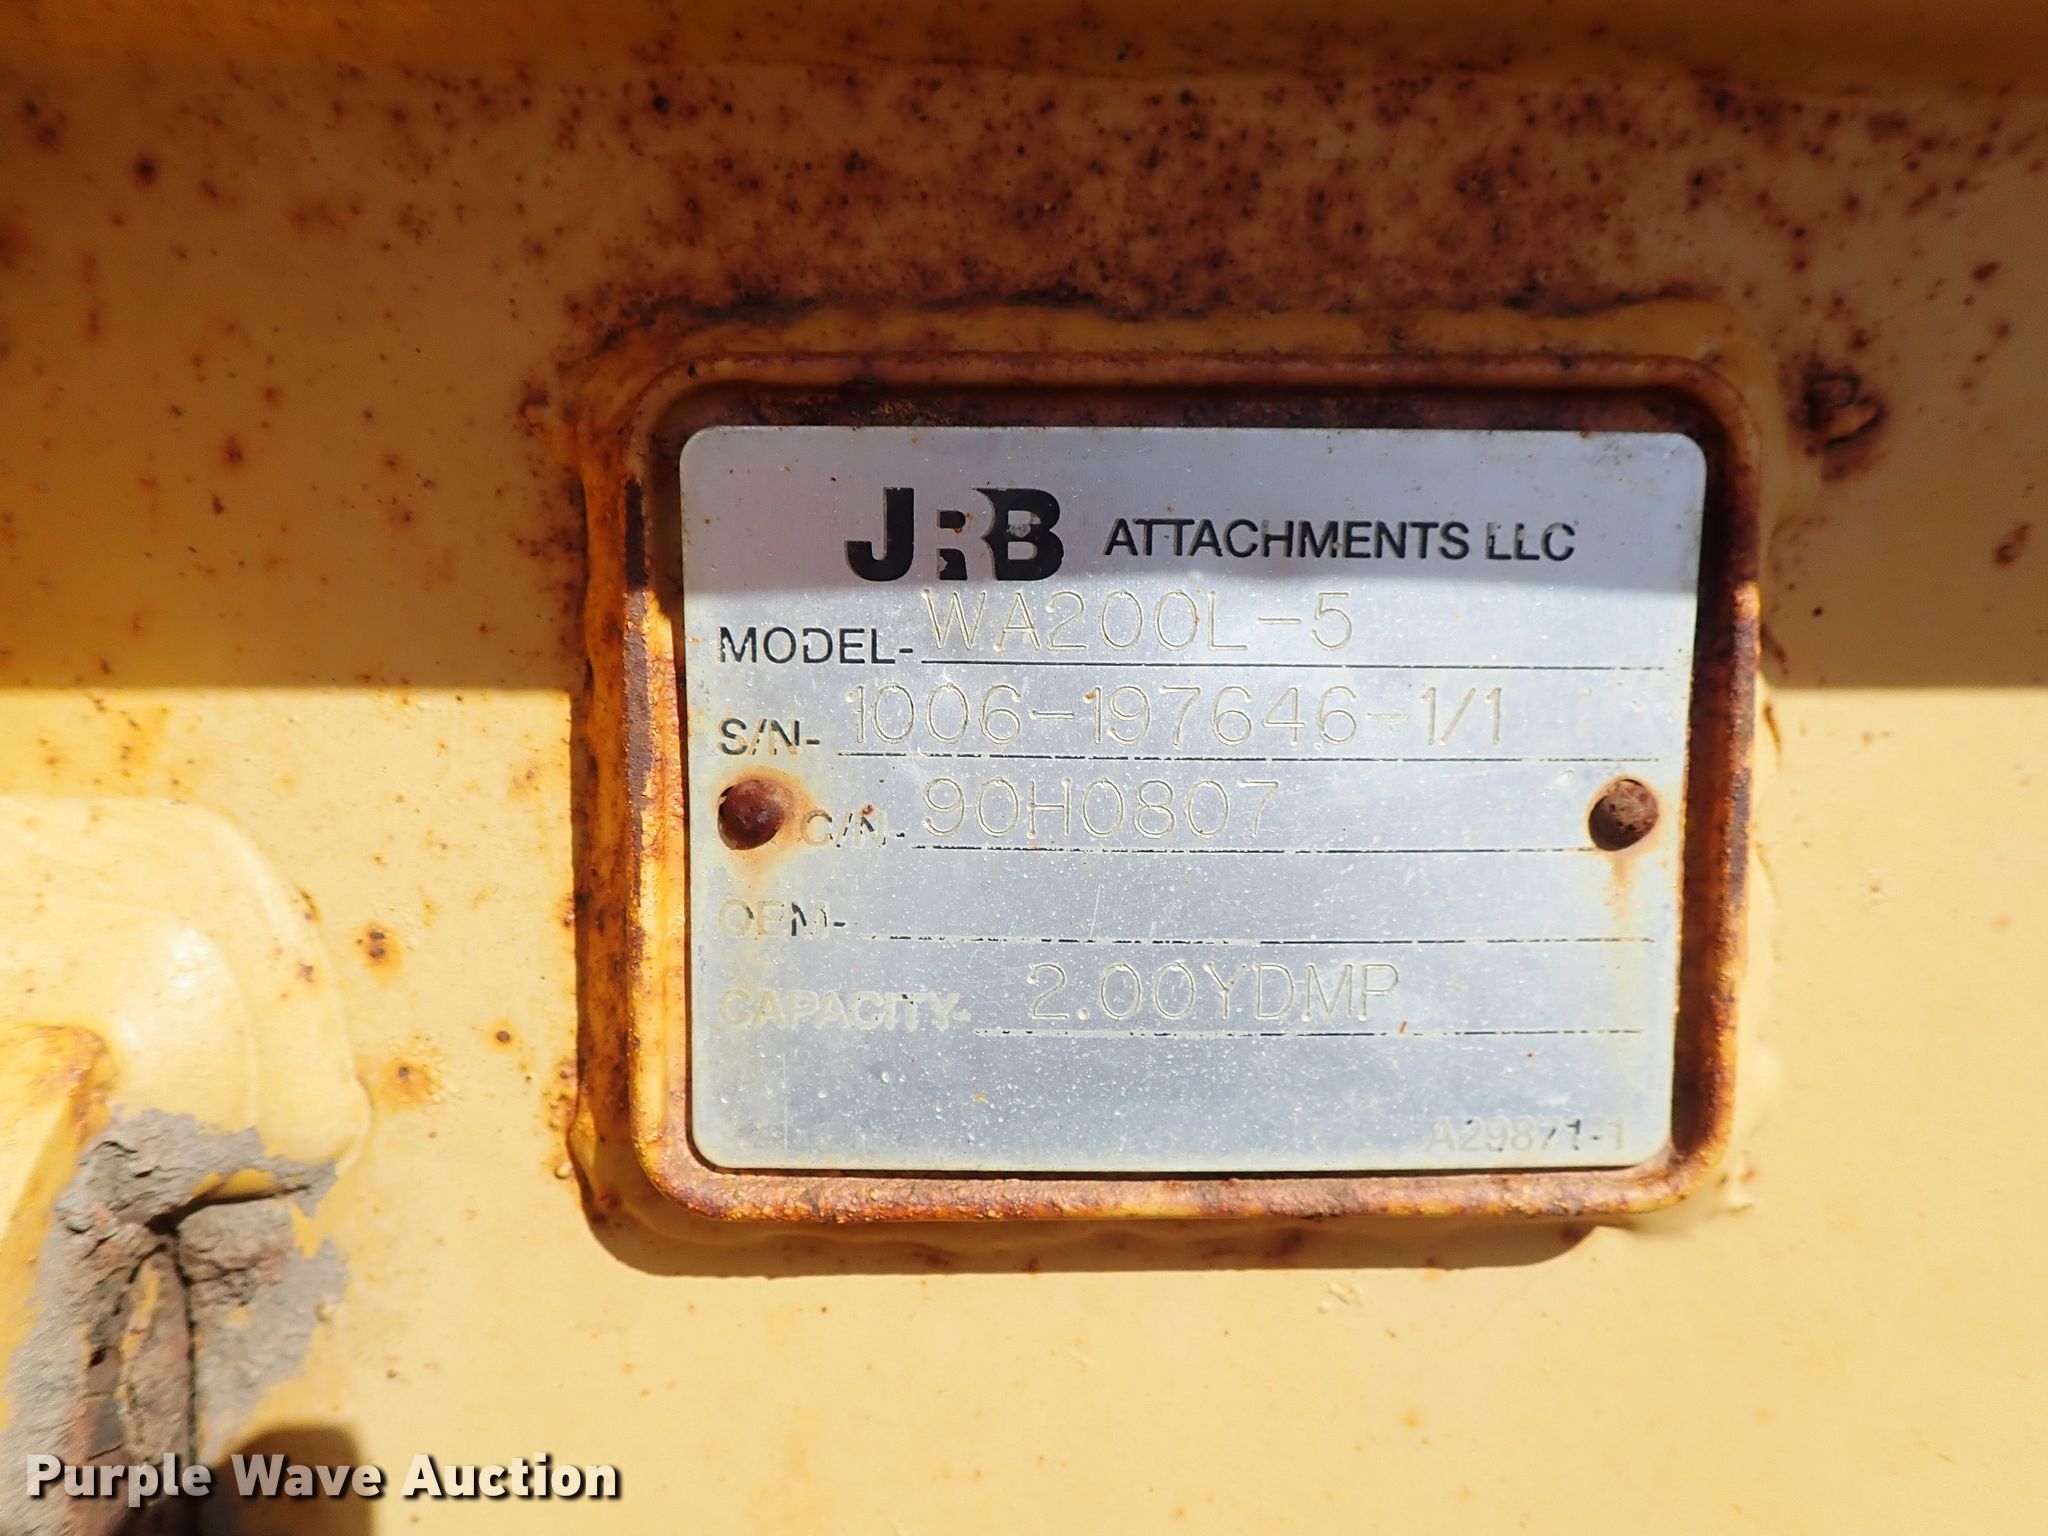 JRB ATTACHMENTS LLC
MODEL- WA200L-5
S/N- 1006-197646-1/1
C/N- 90H0807
OEM-
CAPACITY- 2.00YDMP
A29871-1
Purple Wave Auction